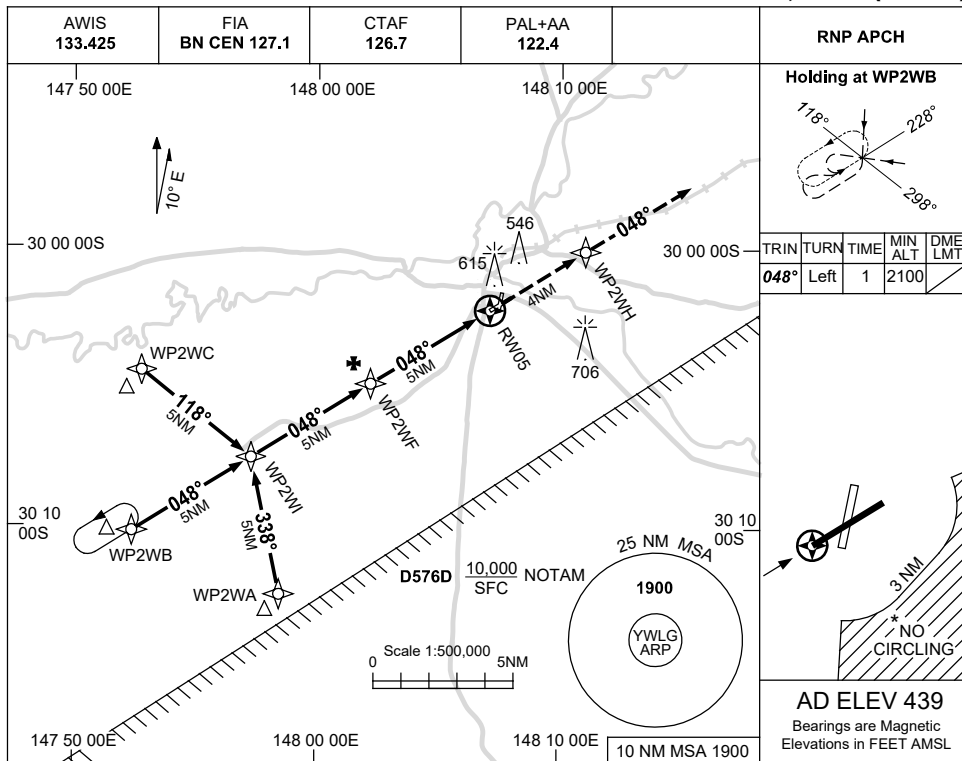 AWIS
133.425
FIA
BN CEN 127.1
CTAF
126.7
PAL+AA
122.4
RNP APCH
147 50 00E
148 00 00E
148 10 00E
Holding at WP2WB
118°
228°
298°
10° E
30 00 00S
30 00 00S
TRIN TURN TIME MIN ALT DME LMT
048° Left 1 2100
546
615
048°
WP2WH
4NM
RW05
706
WP2WC
118°
5NM
048°
5NM
WP2WF
048°
5NM
WP2WI
048°
5NM
WP2WB
338°
5NM
WP2WA
30 10
00S
30 10
00S
D576D 10,000 NOTAM
SFC
25 NM MSA
1900
YWLG
ARP
Scale 1:500,000
0 5NM
3 NM
* NO
CIRCLING
AD ELEV 439
Bearings are Magnetic
Elevations in FEET AMSL
147 50 00E
148 00 00E
148 10 00E
10 NM MSA 1900